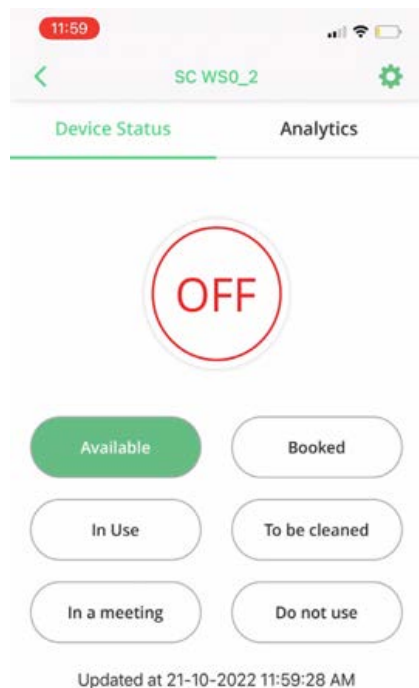 11:59
SC WS0_2
Device Status Analytics
OFF
Available Booked
In Use To be cleaned
In a meeting Do not use
Updated at 21-10-2022 11:59:28 AM